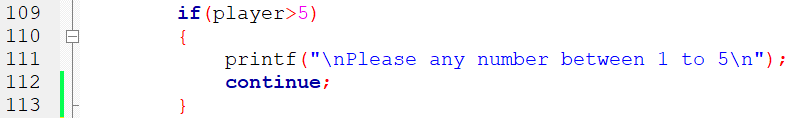 109 if(player>5)
110 {
111 printf("\nPlease any number between 1 to 5\n");
112 continue;
113 }